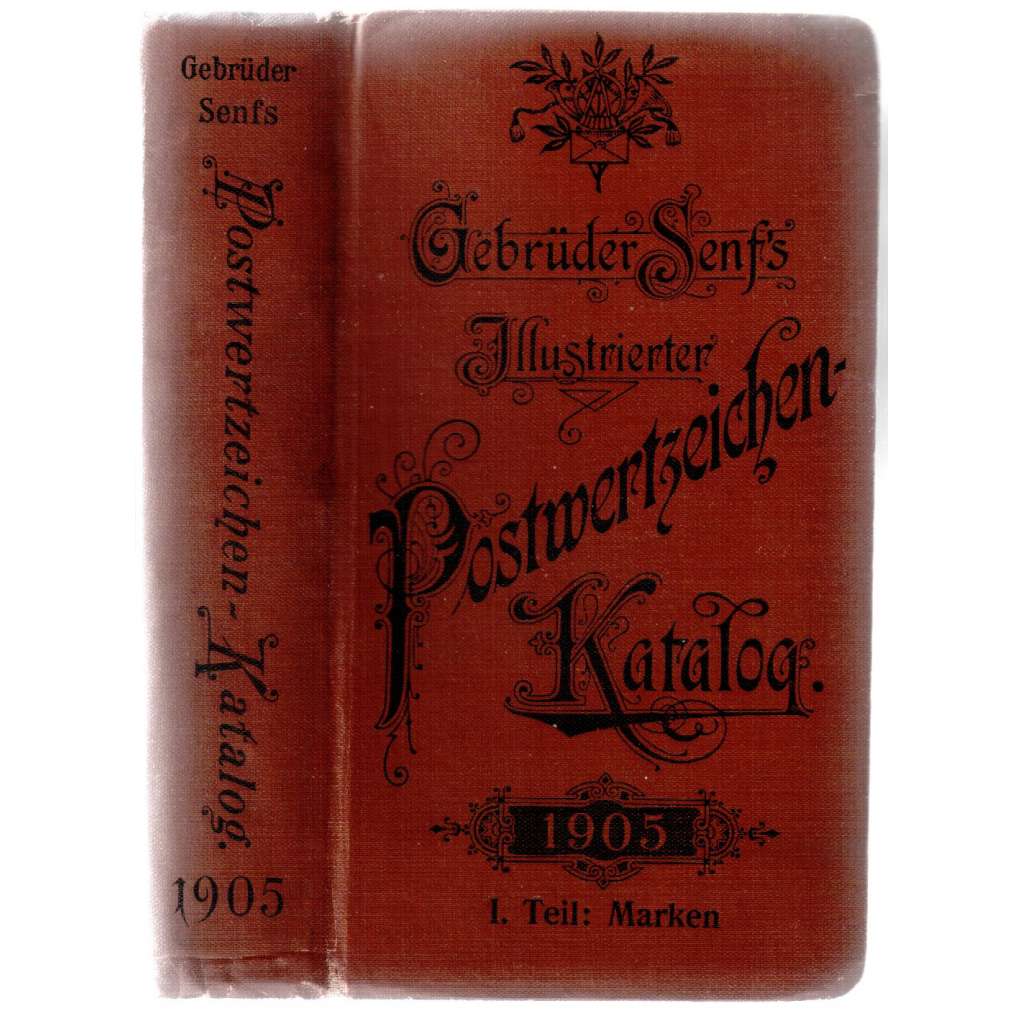 Gebrüder
Senfs
Postwertzeichen-Katalog.
1905
Gebrüder Senf's
Illustrierter
Postwertzeichen-
Katalog.
1905
I. Teil: Marken